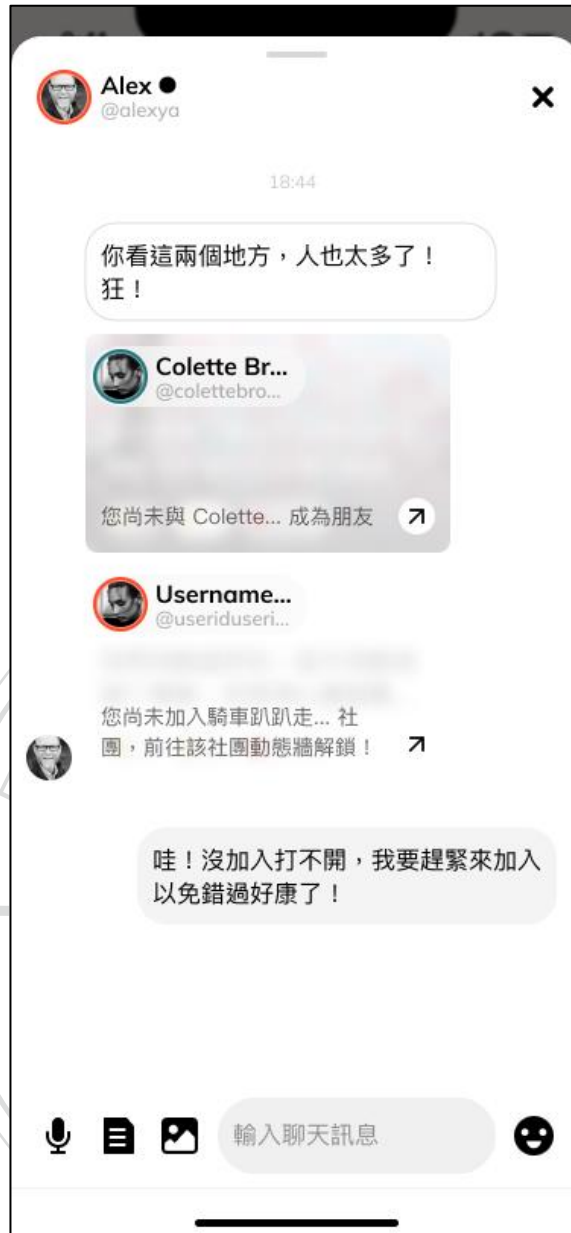 Alex
@alexya
18:44
你看這兩個地方，人也太多了！
狂！
Colette Br...
@colettebro...
您尚未與 Colette... 成為朋友
Username...
@useriduseri...
您尚未加入騎車趴趴走... 社
團，前往該社團動態牆解鎖！
哇！沒加入打不開，我要趕緊來加入
以免錯過好康了！
輸入聊天訊息